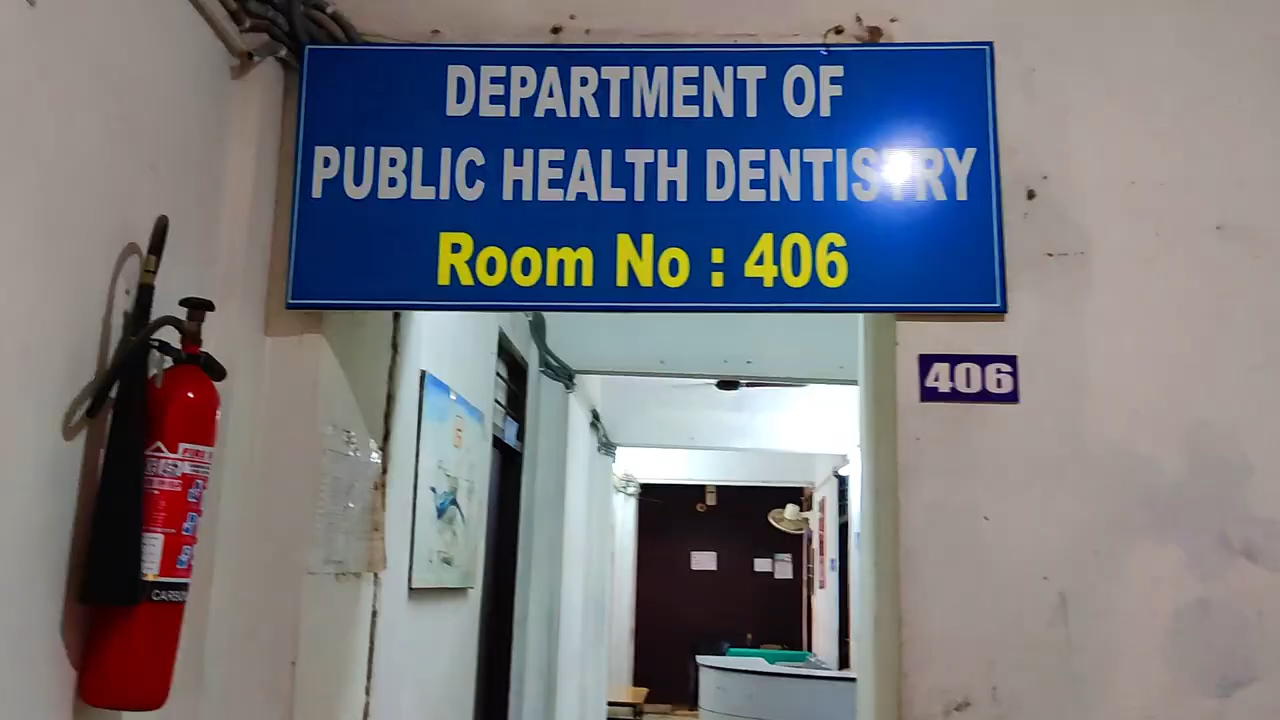 DEPARTMENT OF
PUBLIC HEALTH DENTISTRY
Room No : 406
406